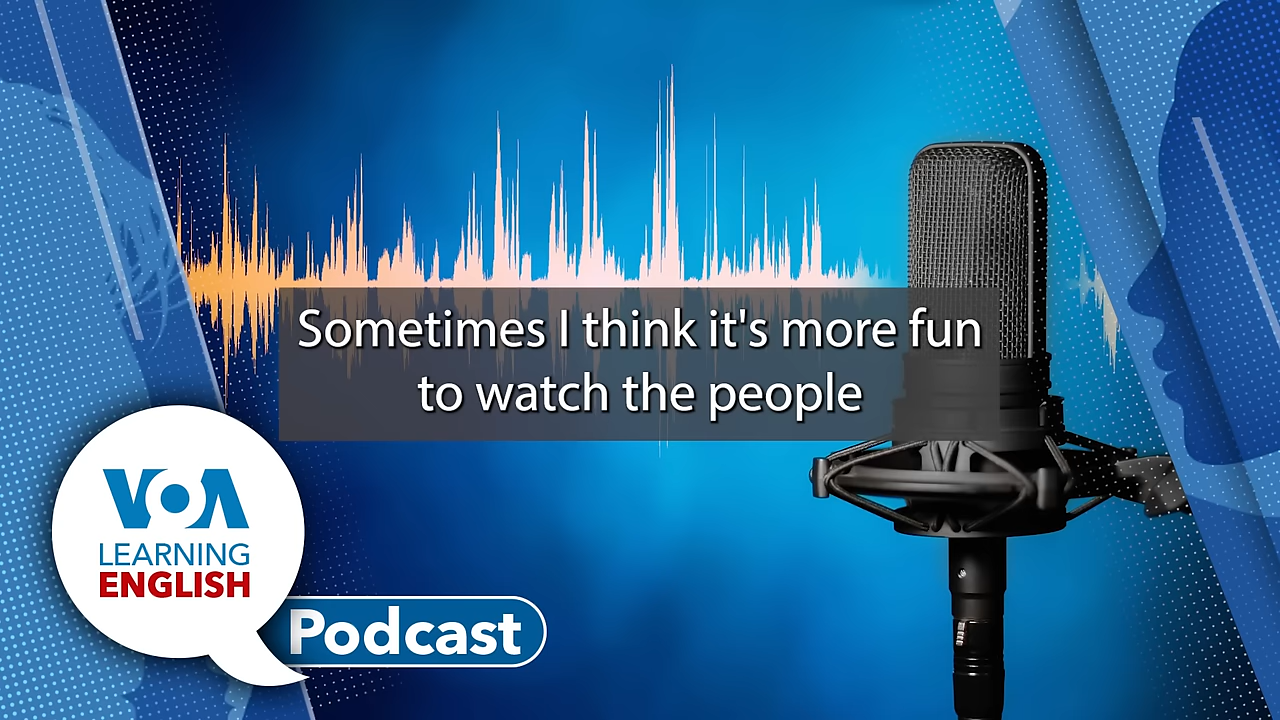 Sometimes I think it's more fun
to watch the people
VOA
LEARNING
ENGLISH
Podcast